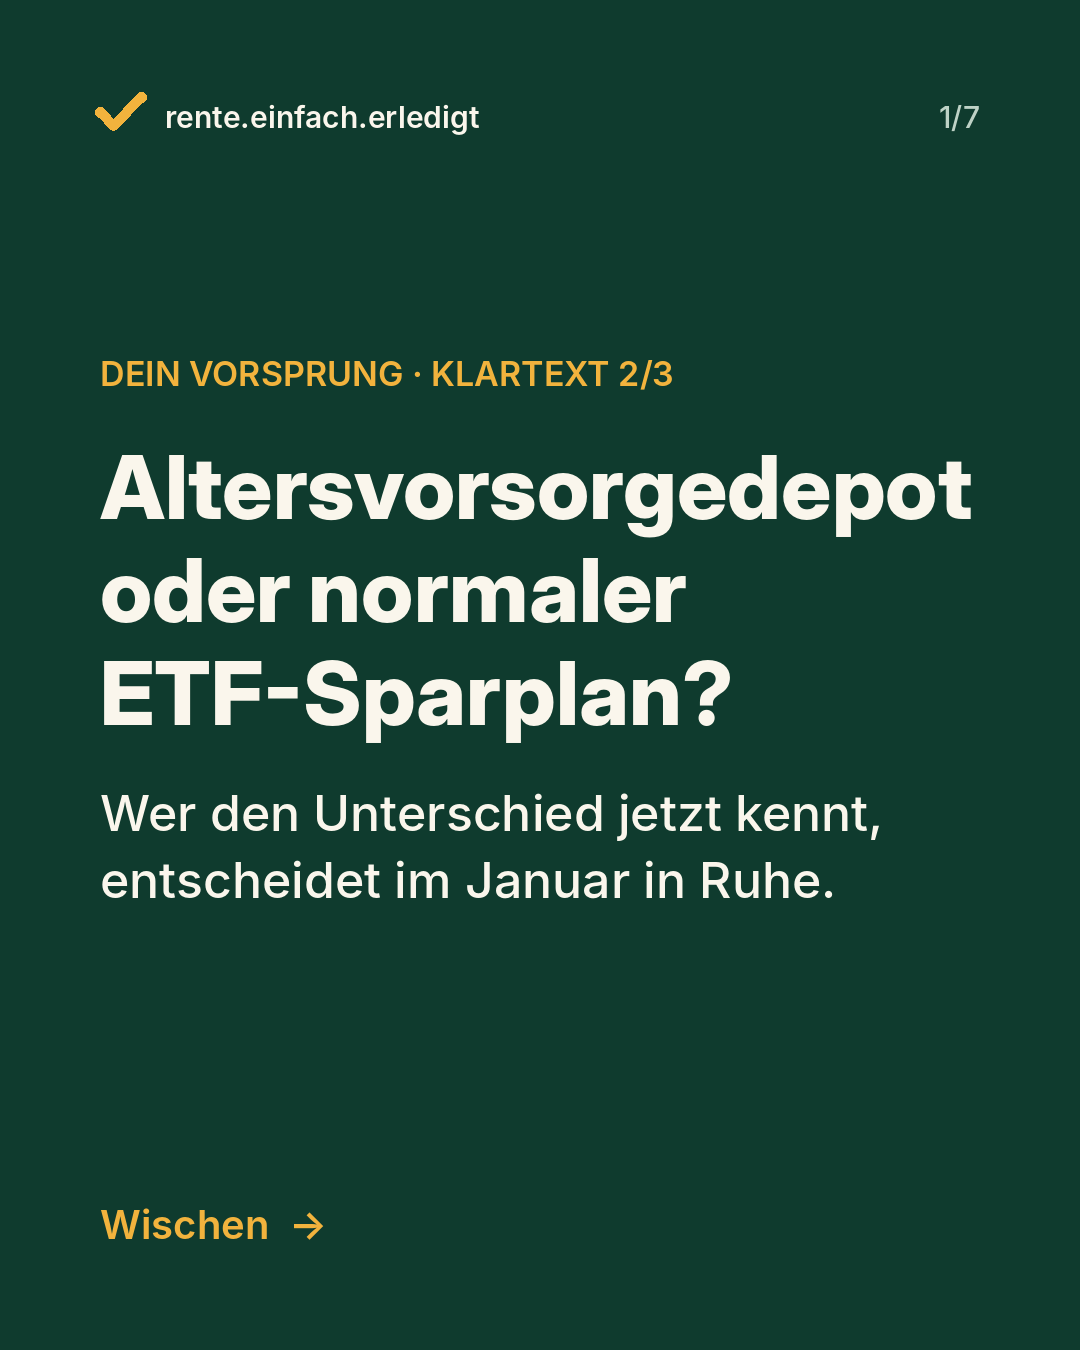 rente.einfach.erledigt
1/7
DEIN VORSPRUNG · KLARTEXT 2/3
Altersvorsorgedepot
oder normaler
ETF-Sparplan?
Wer den Unterschied jetzt kennt,
entscheidet im Januar in Ruhe.
Wischen →